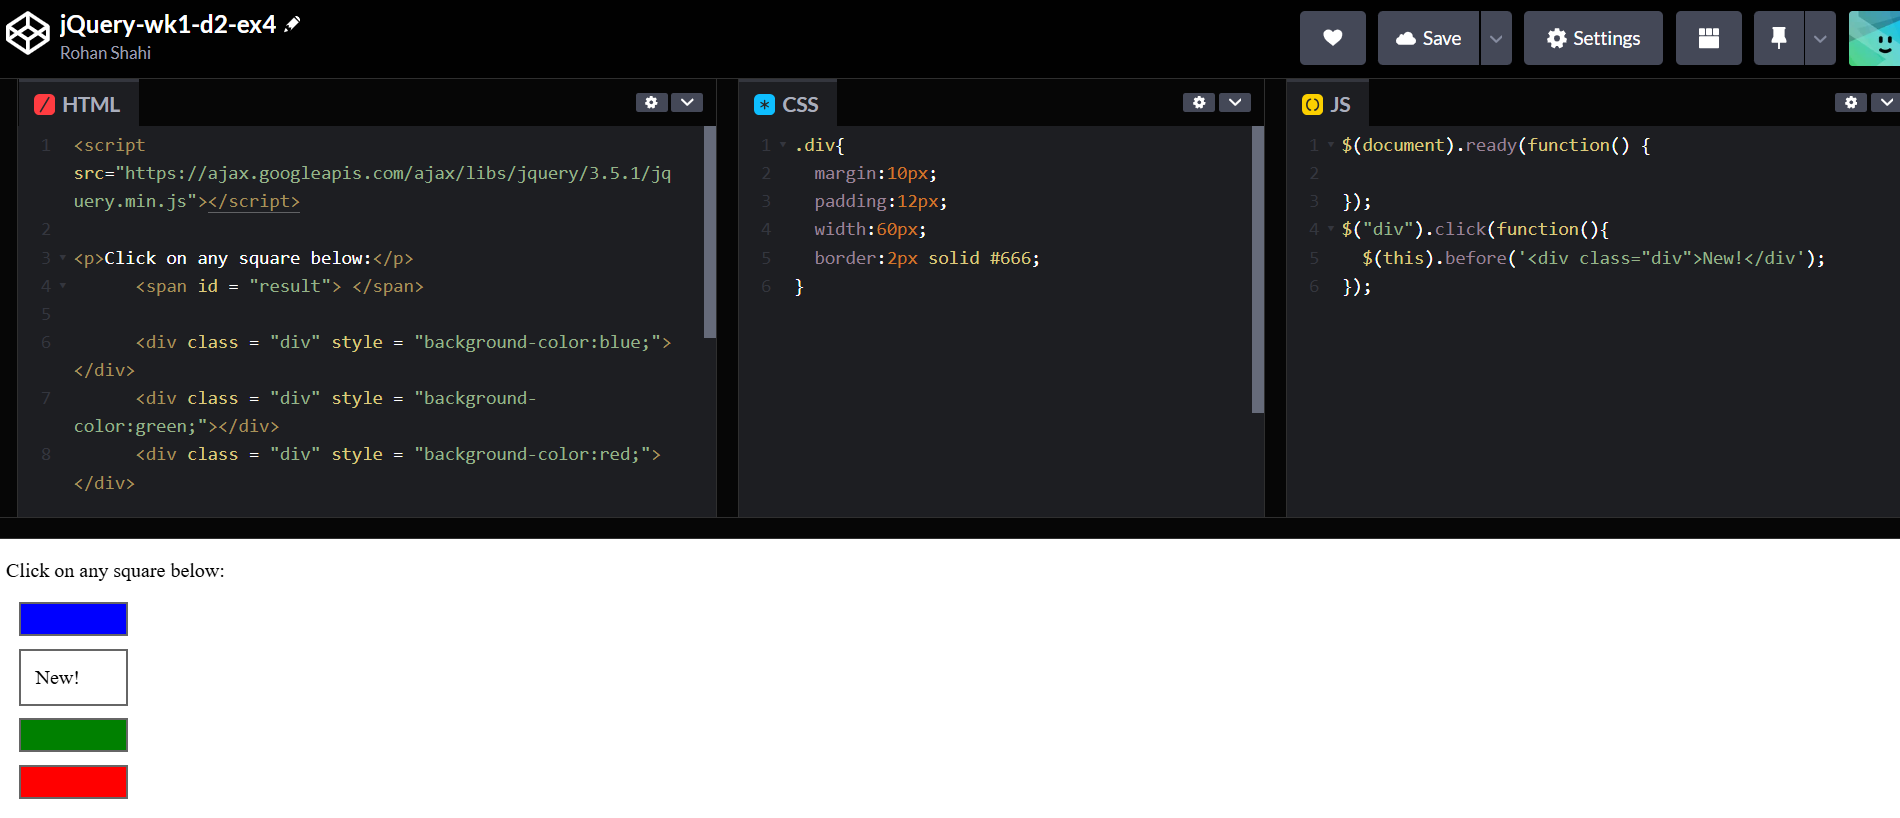 jQuery-wk1-d2-ex4
Rohan Shahi
Save
Settings
HTML
1 <script
src="https://ajax.googleapis.com/ajax/libs/jquery/3.5.1/jq
uery.min.js"></script>
2
3 <p>Click on any square below:</p>
4 <span id = "result"> </span>
5
6 <div class = "div" style = "background-color:blue;">
</div>
7 <div class = "div" style = "background-
color:green;"></div>
8 <div class = "div" style = "background-color:red;">
</div>
CSS
1 .div{
2 margin:10px;
3 padding:12px;
4 width:60px;
5 border:2px solid #666;
6 }
JS
1 $(document).ready(function() {
2
3 });
4 $("div").click(function(){
5 $(this).before('<div class="div">New!</div');
6 });
Click on any square below:
New!